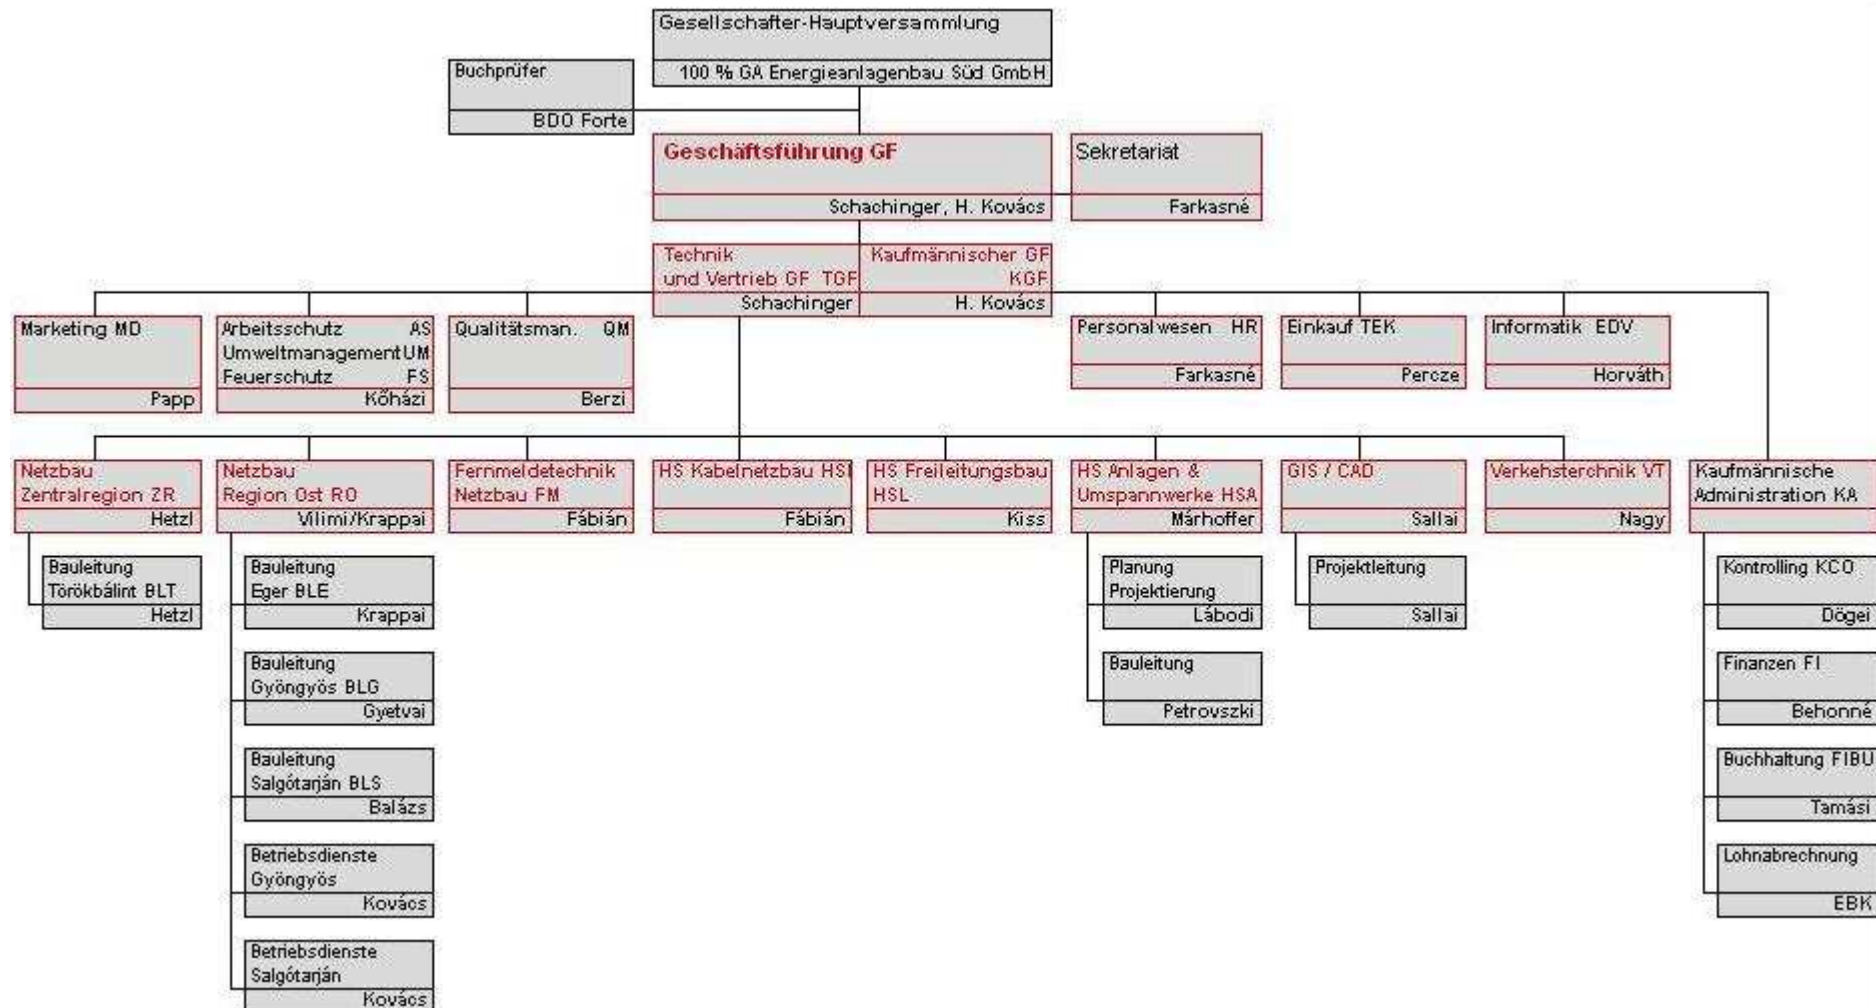 Gesellschafter-Hauptversammlung
100 % GA Energieanlagenbau Süd GmbH
Buchprüfer
BDO Forte
Geschäftsführung GF
Schachinger, H. Kovács
Sekretariat
Farkasné
Technik
und Vertrieb GF TGF
Schachinger
Kaufmännischer GF
KGF
H. Kovács
Marketing MD
Papp
Arbeitsschutz AS
Umweltmanagement UM
Feuerschutz FS
Kőházi
Qualitätsman. QM
Berzi
Personalwesen HR
Farkasné
Einkauf TEK
Percze
Informatik EDV
Horváth
Netzbau
Zentralregion ZR
Hetzl
Netzbau
Region Ost RO
Vilimi/Krappai
Fernmeldetechnik
Netzbau FM
Fábián
HS Kabelnetzbau
Fábián
HS Freileitungsbau
HSL
Kiss
HS Anlagen &
Umspannwerke HSA
Márhoffer
GIS / CAD
Sallai
Verkehsterchnik VT
Nagy
Kaufmännische
Administration KA
Bauleitung
Törökbálint BLT
Hetzl
Bauleitung
Eger BLE
Krappai
Bauleitung
Gyöngyös BLG
Gyetvai
Bauleitung
Salgótarján BLS
Balázs
Betriebsdienste
Gyöngyös
Kovács
Betriebsdienste
Salgótarján
Kovács
Planung
Projektierung
Lábodi
Bauleitung
Petrovszki
Projektleitung
Sallai
Kontrolling KCO
Dögei
Finanzen FI
Behonné
Buchhaltung FIBU
Tamási
Lohnabrechnung
EBK